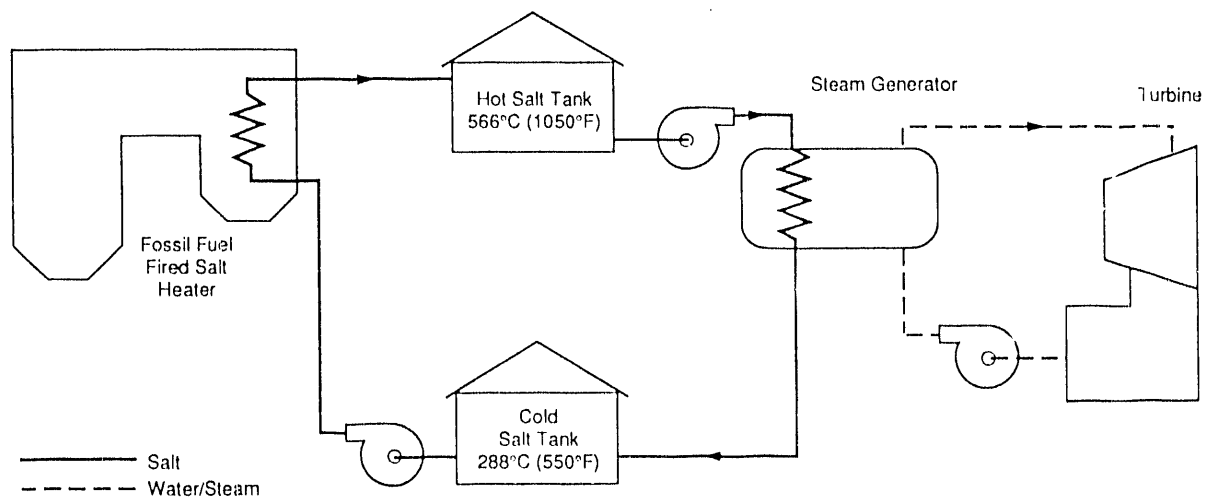 Steam Generator
Turbine
Hot Salt Tank
566°C (1050°F)
Fossil Fuel
Fired Salt
Heater
Cold
Salt Tank
288°C (550°F)
Salt
Water/Steam